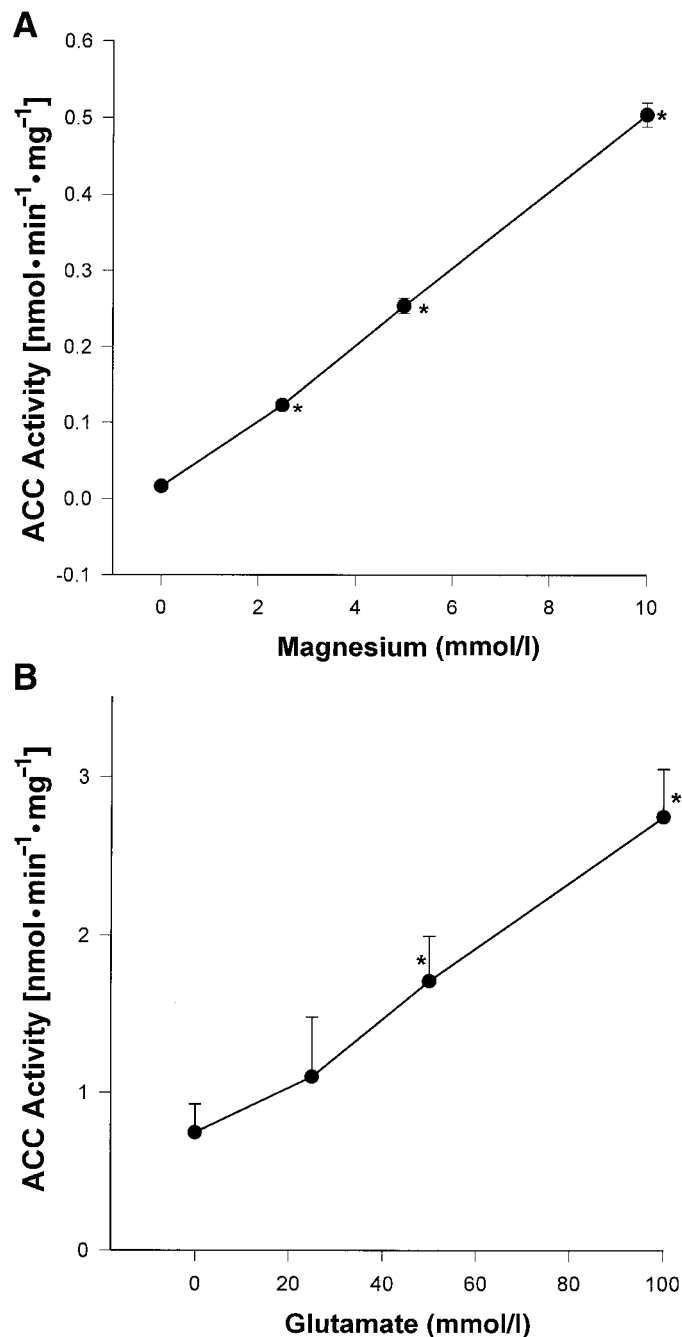 A
ACC Activity [nmol•min⁻¹•mg⁻¹]
0.6
0.5
0.4
0.3
0.2
0.1
0.0
-0.1
*
*
*
0 2 4 6 8 10
Magnesium (mmol/l)
B
ACC Activity [nmol•min⁻¹•mg⁻¹]
3
2
1
0
*
*
0 20 40 60 80 100
Glutamate (mmol/l)